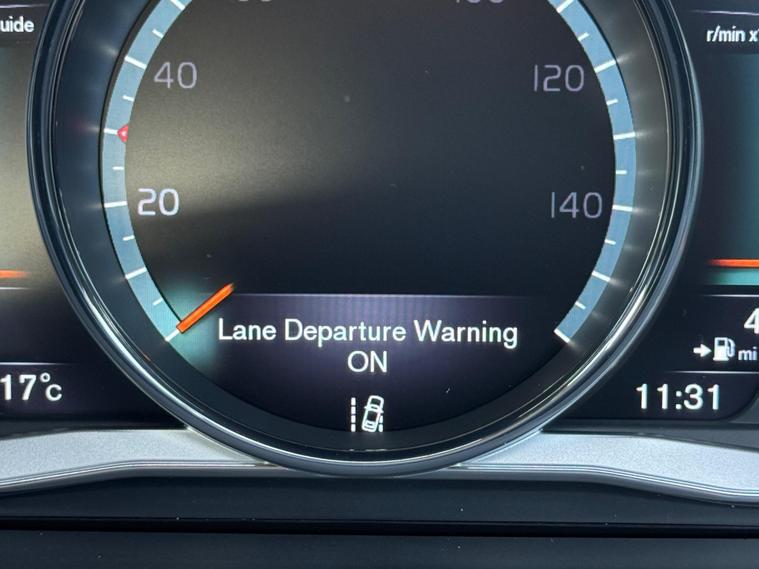 uide
r/min x
40
120
20
140
Lane Departure Warning
ON
4
mi
17°c
11:31